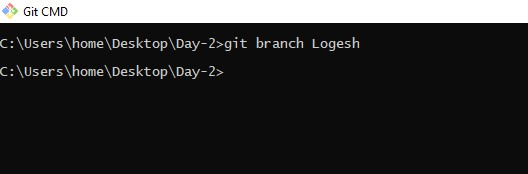 Git CMD
C:\Users\home\Desktop\Day-2>git branch Logesh
C:\Users\home\Desktop\Day-2>